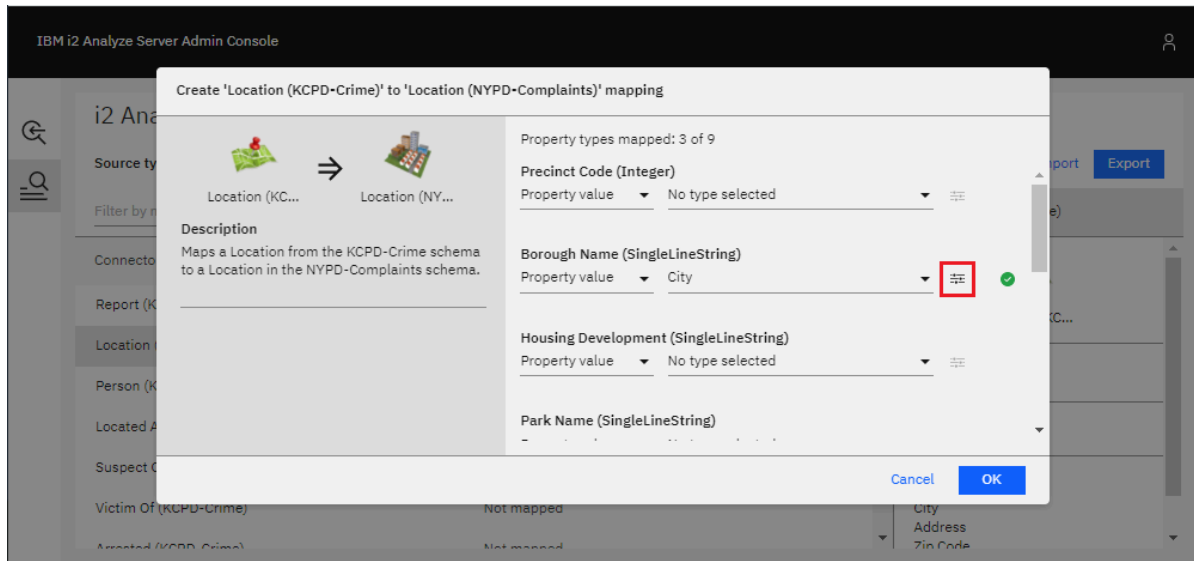 IBM i2 Analyze Server Admin Console
Create 'Location (KCPD-Crime)' to 'Location (NYPD-Complaints)' mapping
i2 Ana
Source ty
port
Export
Filter by n
e)
Connecto
Report (K
(C...
Location
Person (K
Located A
Suspect C
Victim Of (KCPD-Crime)
Not mapped
Arrested (KCPD-Crime)
Not mapped
City
Address
Zip Code
Location (KC...
Location (NY...
Description
Maps a Location from the KCPD-Crime schema
to a Location in the NYPD-Complaints schema.
Property types mapped: 3 of 9
Precinct Code (Integer)
Property value
No type selected
Borough Name (SingleLineString)
Property value
City
Housing Development (SingleLineString)
Property value
No type selected
Park Name (SingleLineString)
Cancel
OK